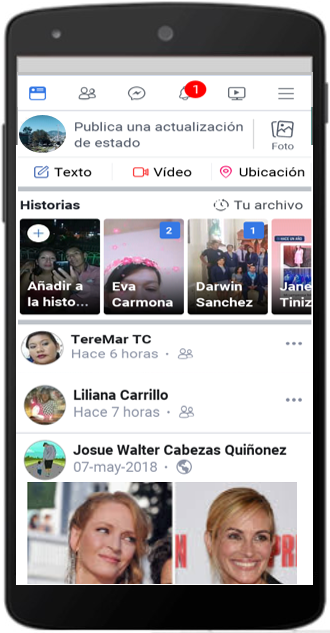 1
Publica una actualización
de estado
Foto
Texto
Vídeo
Ubicación
Historias
Tu archivo
2
1
Añadir a
la histo...
Eva
Carmona
Darwin
Sanchez
Jane
Tiniz
TereMar TC
Hace 6 horas ·
Liliana Carrillo
Hace 7 horas ·
Josue Walter Cabezas Quiñonez
07-may-2018 ·